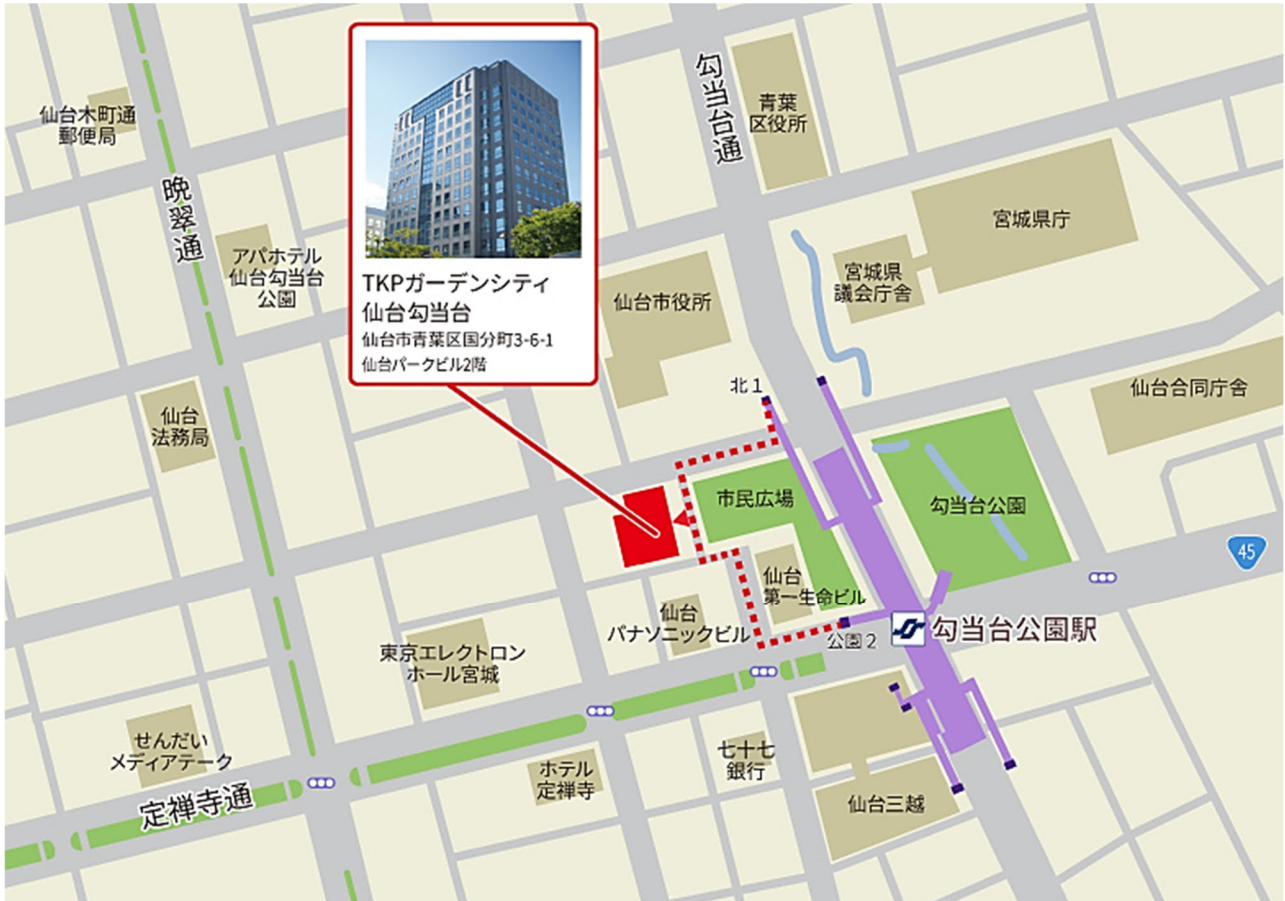 勾当台通
青葉
区役所
仙台木町通
郵便局
晩翠通
宮城県庁
アパホテル
仙台勾当台
公園
宮城県
議会庁舎
TKPガーデンシティ
仙台勾当台
仙台市青葉区国分町3-6-1
仙台パークビル2階
仙台市役所
北1
仙台合同庁舎
仙台
法務局
市民広場
勾当台公園
45
仙台
第一生命ビル
仙台
パナソニックビル
公園2
勾当台公園駅
東京エレクトロン
ホール宮城
せんだい
メディアテーク
七十七
銀行
ホテル
定禅寺
定禅寺通
仙台三越